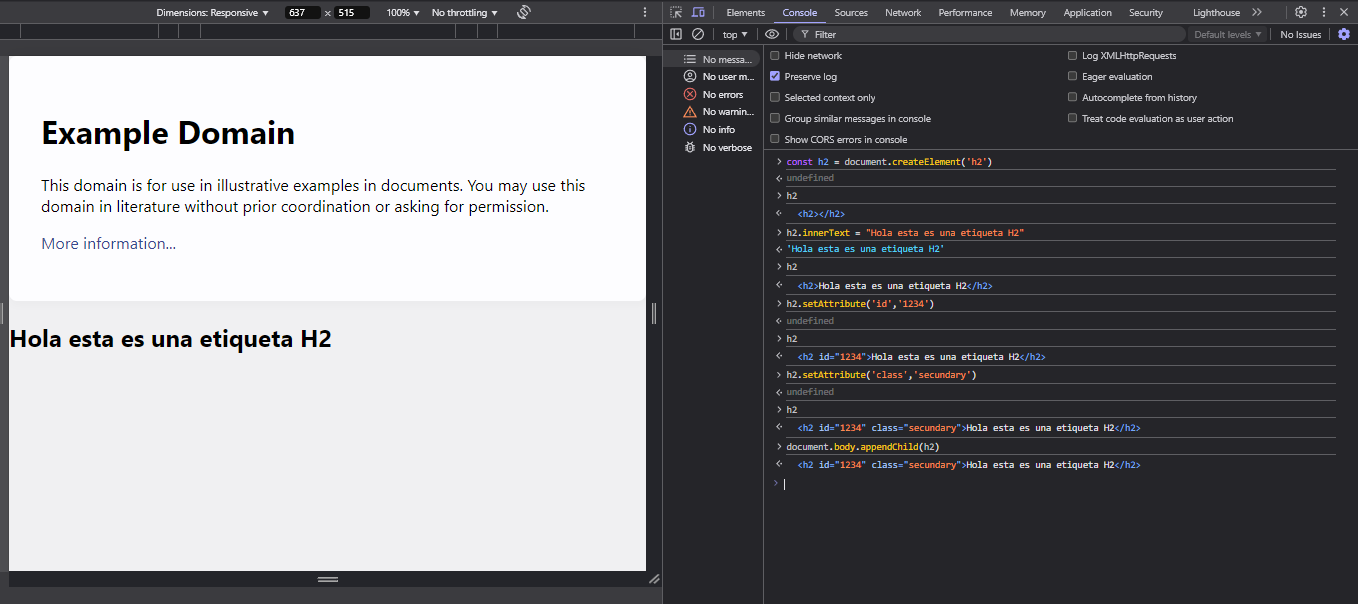 Dimensions: Responsive ▼ 637 × 515 100% ▼ No throttling ▼
Example Domain
This domain is for use in illustrative examples in documents. You may use this
domain in literature without prior coordination or asking for permission.
More information...
Hola esta es una etiqueta H2
Elements Console Sources Network Performance Memory Application Security Lighthouse
top ▼ Filter Default levels ▼ No Issues
No messa...
No user m...
No errors
No warnin...
No info
No verbose
Hide network Log XMLHttpRequests
Preserve log Eager evaluation
Selected context only Autocomplete from history
Group similar messages in console Treat code evaluation as user action
Show CORS errors in console
> const h2 = document.createElement('h2')
undefined
> h2
<h2></h2>
> h2.innerText = "Hola esta es una etiqueta H2"
'Hola esta es una etiqueta H2'
> h2
<h2>Hola esta es una etiqueta H2</h2>
> h2.setAttribute('id','1234')
undefined
> h2
<h2 id="1234">Hola esta es una etiqueta H2</h2>
> h2.setAttribute('class','secundary')
undefined
> h2
<h2 id="1234" class="secundary">Hola esta es una etiqueta H2</h2>
> document.body.appendChild(h2)
<h2 id="1234" class="secundary">Hola esta es una etiqueta H2</h2>
>